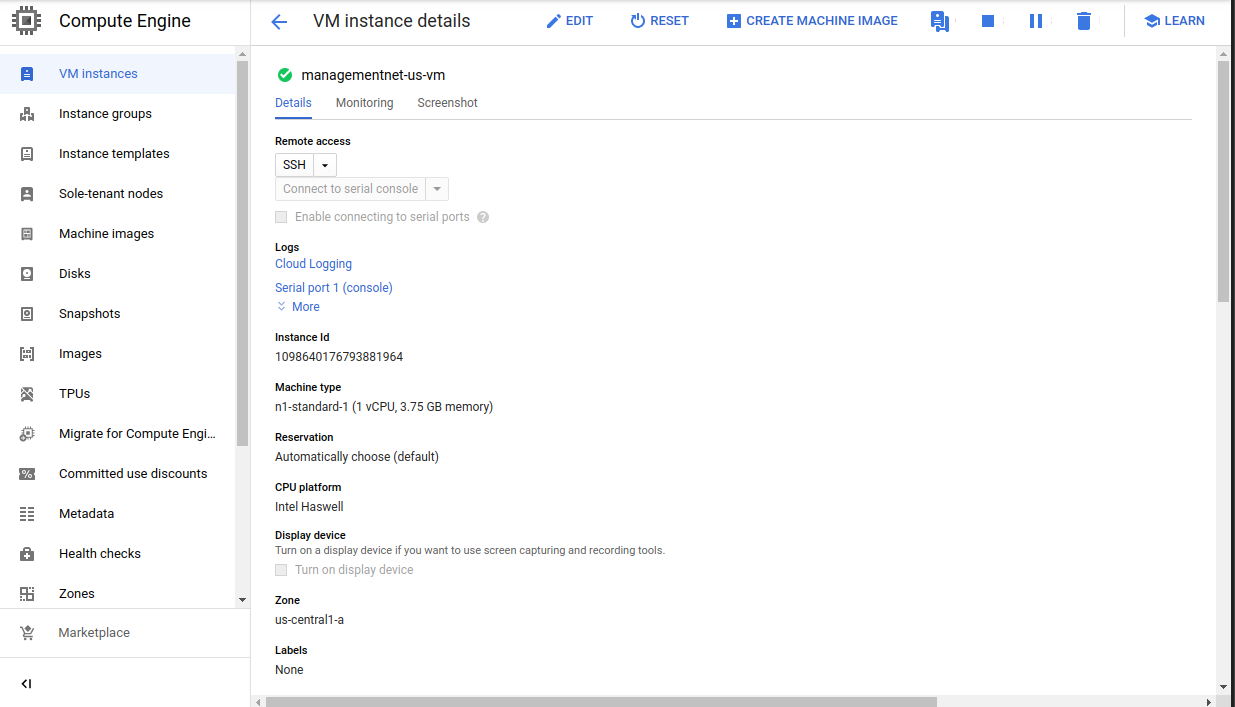 Compute Engine
VM instances
Instance groups
Instance templates
Sole-tenant nodes
Machine images
Disks
Snapshots
Images
TPUs
Migrate for Compute Engi...
Committed use discounts
Metadata
Health checks
Zones
Marketplace
VM instance details
EDIT
RESET
CREATE MACHINE IMAGE
LEARN
managementnet-us-vm
Details Monitoring Screenshot
Remote access
SSH
Connect to serial console
Enable connecting to serial ports ?
Logs
Cloud Logging
Serial port 1 (console)
More
Instance Id
1098640176793881964
Machine type
n1-standard-1 (1 vCPU, 3.75 GB memory)
Reservation
Automatically choose (default)
CPU platform
Intel Haswell
Display device
Turn on a display device if you want to use screen capturing and recording tools.
Turn on display device
Zone
us-central1-a
Labels
None